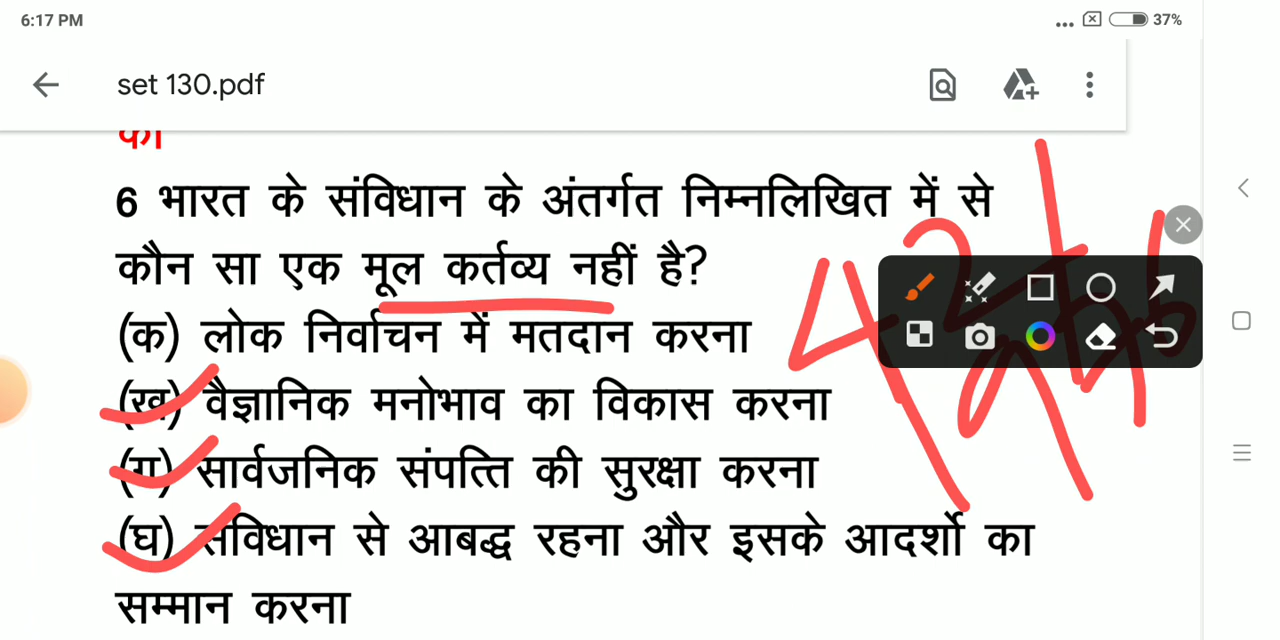 6:17 PM
37%
set 130.pdf
6 भारत के संविधान के अंतर्गत निम्नलिखित में से
कौन सा एक मूल कर्तव्य नहीं है?
(क) लोक निर्वाचन में मतदान करना
(ख) वैज्ञानिक मनोभाव का विकास करना
(ग) सार्वजनिक संपत्ति की सुरक्षा करना
(घ) संविधान से आबद्ध रहना और इसके आदर्शो का
सम्मान करना